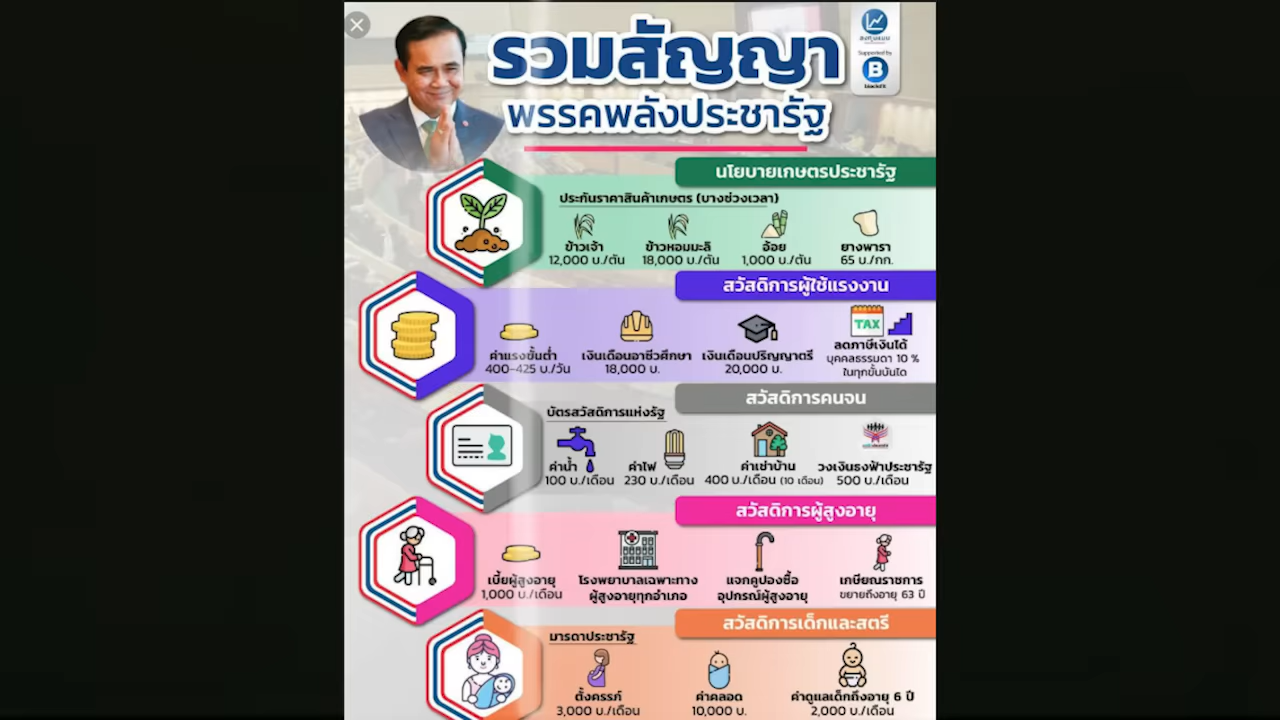 รวมสัญญา
พรรคพลังประชารัฐ
ลงทุนแมน
Supported by
B
blockdit
นโยบายเกษตรประชารัฐ
ประกันราคาสินค้าเกษตร (บางช่วงเวลา)
ข้าวเจ้า ข้าวหอมมะลิ อ้อย ยางพารา
12,000 บ./ตัน 18,000 บ./ตัน 1,000 บ./ตัน 65 บ./กก.
สวัสดิการผู้ใช้แรงงาน
TAX
ค่าแรงขั้นต่ำ เงินเดือนอาชีวศึกษา เงินเดือนปริญญาตรี ลดภาษีเงินได้
400-425 บ./วัน 18,000 บ. 20,000 บ. บุคคลธรรมดา 10 %
ในทุกขั้นบันได
สวัสดิการคนจน
บัตรสวัสดิการแห่งรัฐ
ค่าน้ำ ค่าไฟ ค่าเช่าบ้าน วงเงินธงฟ้าประชารัฐ
100 บ./เดือน 230 บ./เดือน 400 บ./เดือน (10 เดือน) 500 บ./เดือน
สวัสดิการผู้สูงอายุ
เบี้ยผู้สูงอายุ โรงพยาบาลเฉพาะทาง แจกคูปองซื้อ เกษียณราชการ
1,000 บ./เดือน ผู้สูงอายุทุกอำเภอ อุปกรณ์ผู้สูงอายุ ขยายถึงอายุ 63 ปี
สวัสดิการเด็กและสตรี
มารดาประชารัฐ
ตั้งครรภ์ ค่าคลอด ค่าดูแลเด็กถึงอายุ 6 ปี
3,000 บ./เดือน 10,000 บ. 2,000 บ./เดือน